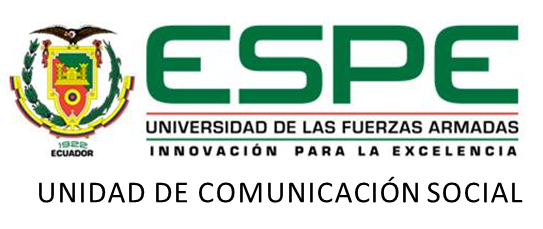 ESPE
UNIVERSIDAD DE LAS FUERZAS ARMADAS
INNOVACIÓN PARA LA EXCELENCIA
1922
ECUADOR
UNIDAD DE COMUNICACIÓN SOCIAL